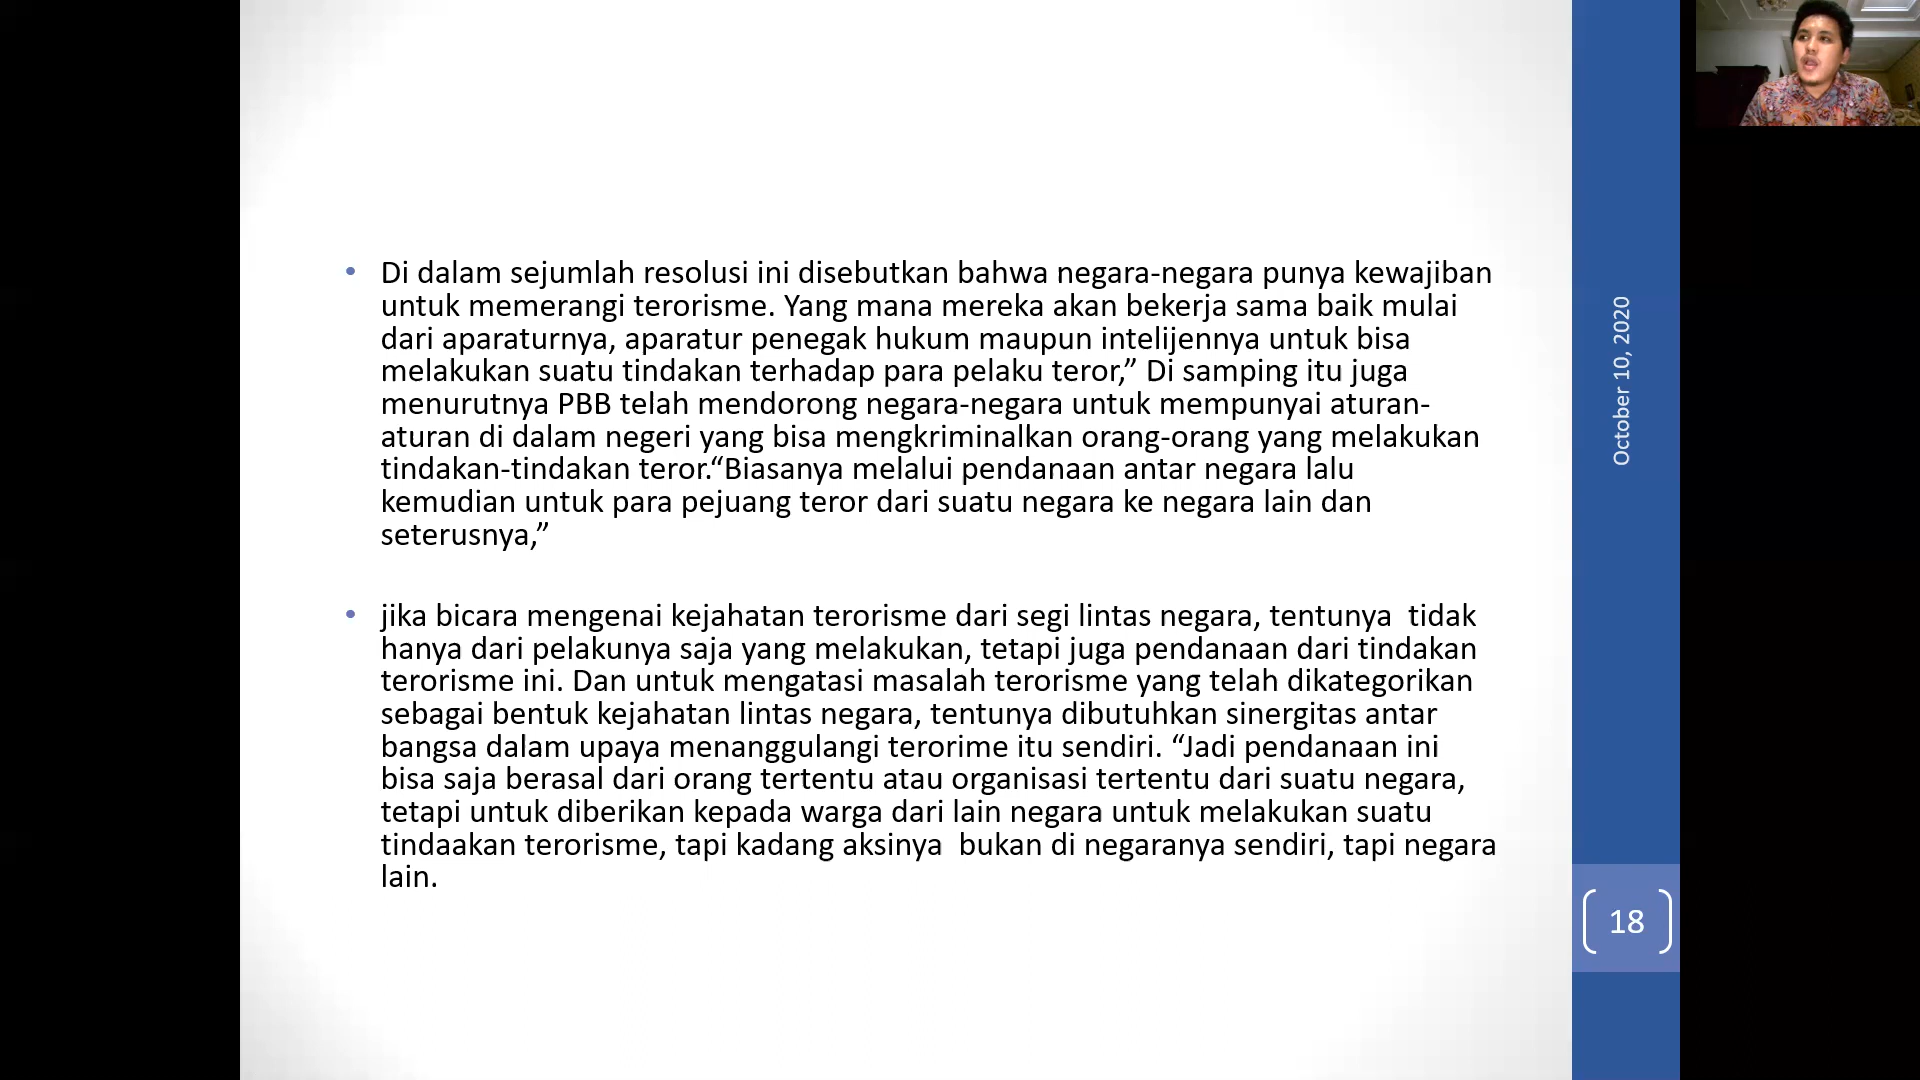 • Di dalam sejumlah resolusi ini disebutkan bahwa negara-negara punya kewajiban
untuk memerangi terorisme. Yang mana mereka akan bekerja sama baik mulai
dari aparaturnya, aparatur penegak hukum maupun intelijennya untuk bisa
melakukan suatu tindakan terhadap para pelaku teror,” Di samping itu juga
menurutnya PBB telah mendorong negara-negara untuk mempunyai aturan-
aturan di dalam negeri yang bisa mengkriminalkan orang-orang yang melakukan
tindakan-tindakan teror.“Biasanya melalui pendanaan antar negara lalu
kemudian untuk para pejuang teror dari suatu negara ke negara lain dan
seterusnya,”
• jika bicara mengenai kejahatan terorisme dari segi lintas negara, tentunya  tidak
hanya dari pelakunya saja yang melakukan, tetapi juga pendanaan dari tindakan
terorisme ini. Dan untuk mengatasi masalah terorisme yang telah dikategorikan
sebagai bentuk kejahatan lintas negara, tentunya dibutuhkan sinergitas antar
bangsa dalam upaya menanggulangi terorime itu sendiri. “Jadi pendanaan ini
bisa saja berasal dari orang tertentu atau organisasi tertentu dari suatu negara,
tetapi untuk diberikan kepada warga dari lain negara untuk melakukan suatu
tindaakan terorisme, tapi kadang aksinya  bukan di negaranya sendiri, tapi negara
lain.
October 10, 2020
18